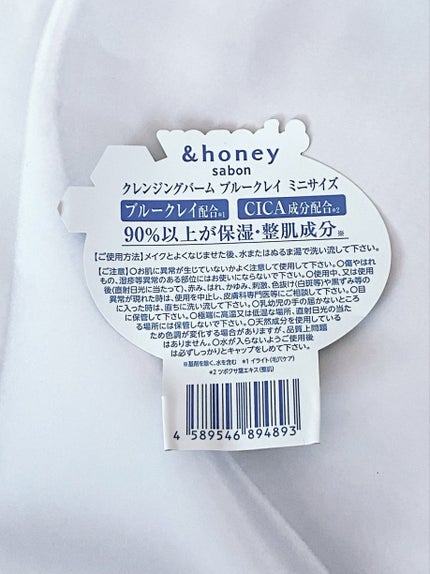 &honey
sabon
クレンジングバーム ブルークレイ ミニサイズ
ブルークレイ配合※1 CICA成分配合※2
90%以上が保湿・整肌成分※
【ご使用方法】メイクとよくなじませた後、水またはぬるま湯で洗い流して下さい。
【ご注意】〇お肌に異常が生じていないかよく注意して使用して下さい。〇傷やはれ
もの、湿疹等異常のある部位にはお使いにならないで下さい。〇使用中、又は使用
後(直射日光に当たって)、赤み、はれ、かゆみ、刺激、色抜け(白斑等)や黒ずみ等の
異常が現れた時は、使用を中止し、皮膚科専門医等にご相談して下さい。〇目
に入った時は、直ちに洗い流して下さい。〇乳幼児の手の届かないところ
に保管して下さい。〇極端に高温又は低温な場所、直射日光の当た
る場所には保管しないで下さい。〇天然成分を使用している
ため色調が変化する場合がありますが、品質上問題
はありません。〇水が入らないようご使用後
は必ずしっかりとキャップをしめて下さい。
※基剤を除く、水を含む *1 イライト(毛穴ケア)
*2 ツボクサ葉エキス(整肌)
4 589546 894893